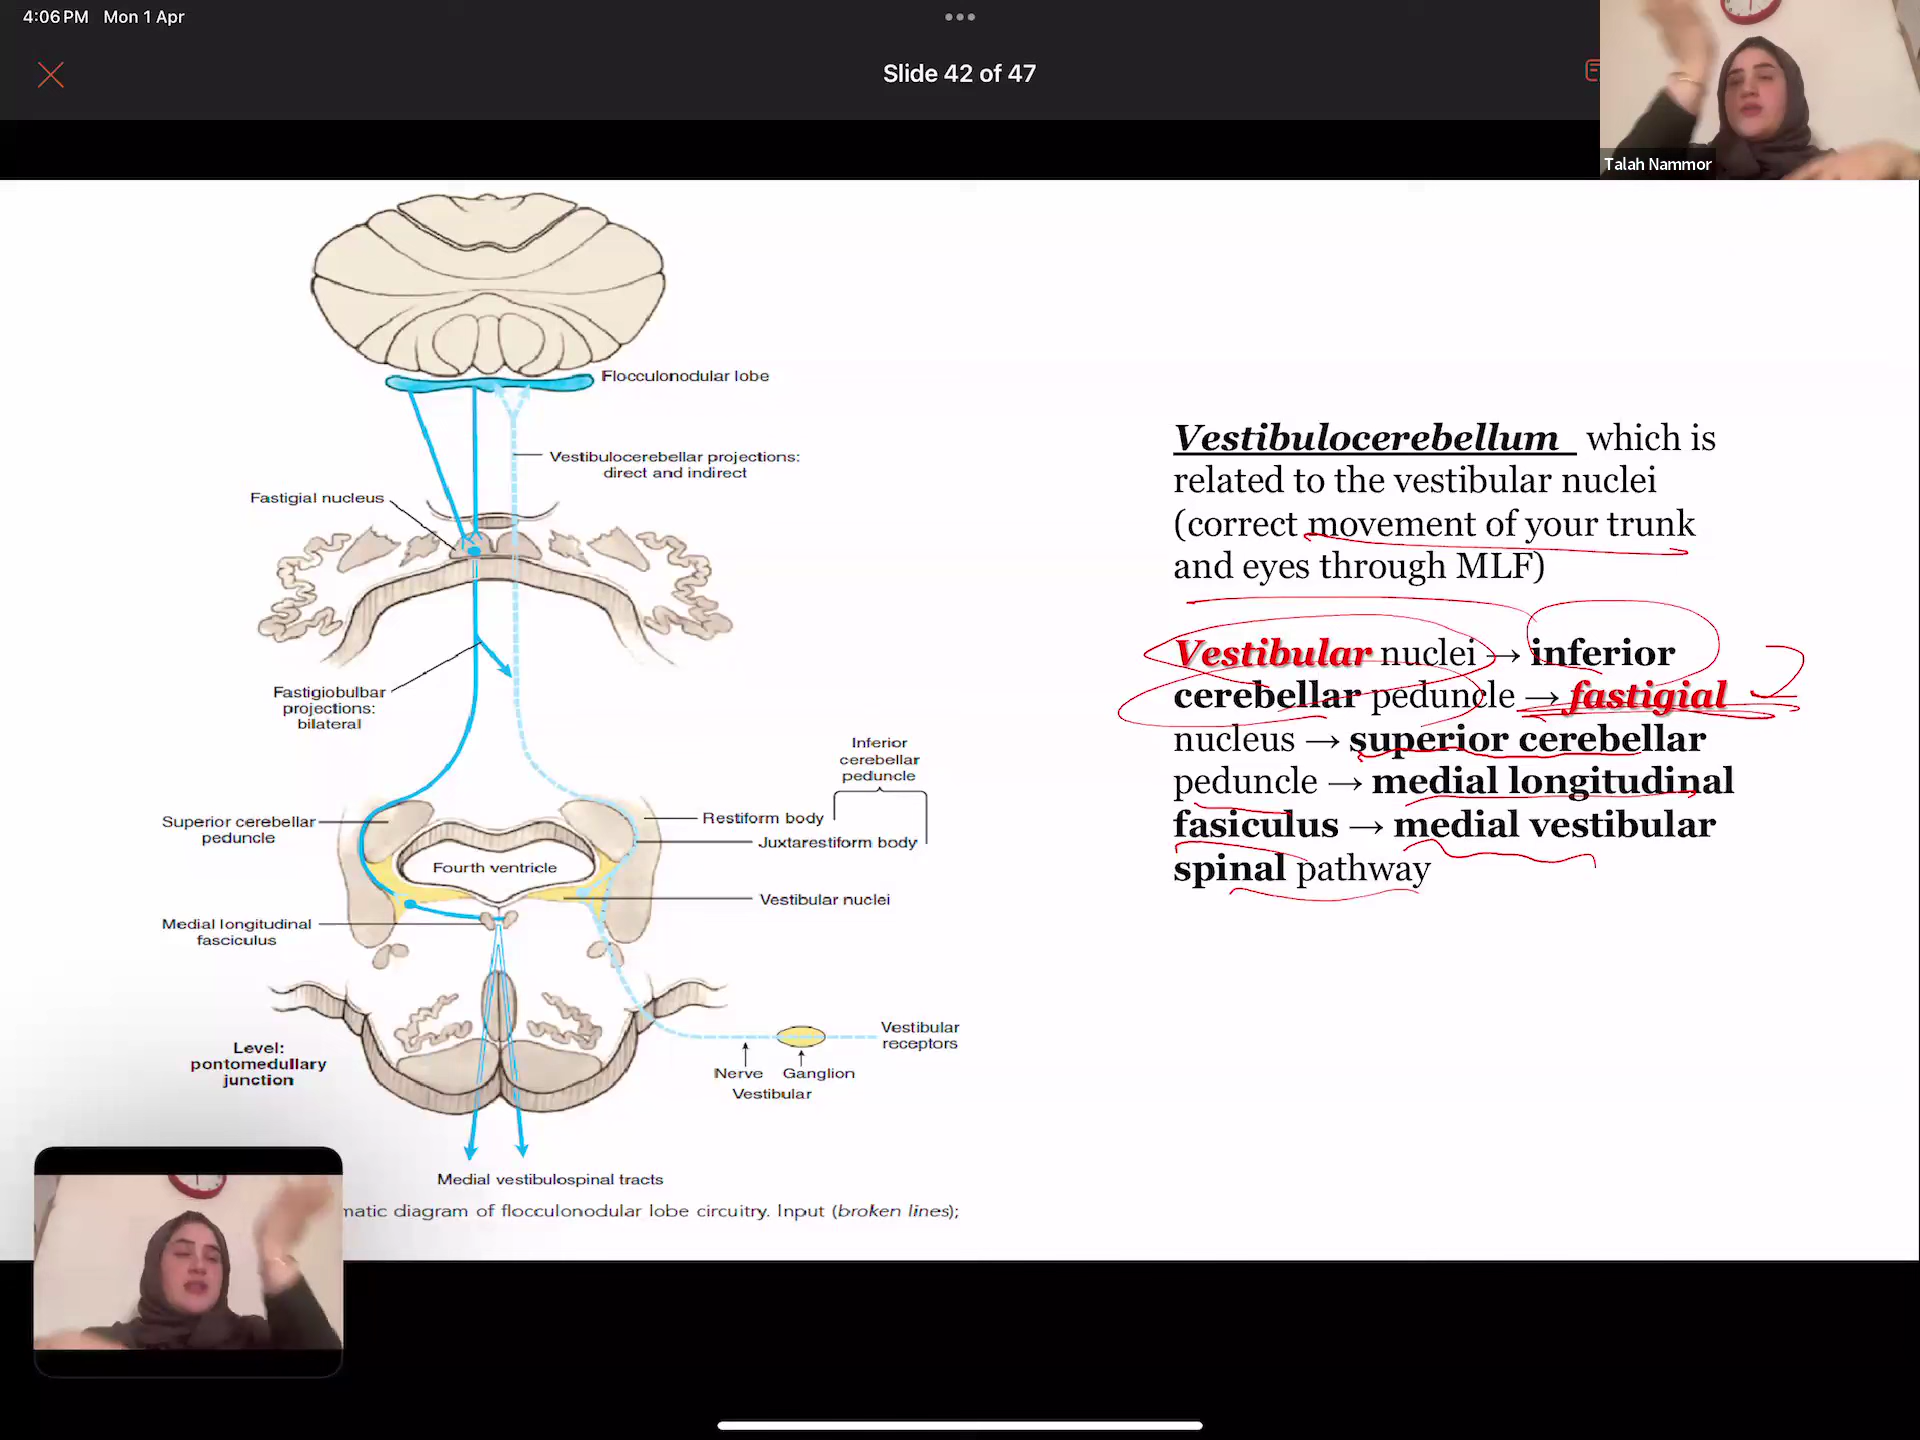 4:06 PM Mon 1 Apr
Slide 42 of 47
Talah Nammor
Flocculonodular lobe
Vestibulocerebellar projections:
direct and indirect
Fastigial nucleus
Fastigiobulbar
projections:
bilateral
Inferior
cerebellar
peduncle
Superior cerebellar
peduncle
Restiform body
Juxtarestiform body
Fourth ventricle
Vestibular nuclei
Medial longitudinal
fasciculus
Level:
pontomedullary
junction
Vestibular
receptors
Nerve Ganglion
Vestibular
Medial vestibulospinal tracts
matic diagram of flocculonodular lobe circuitry. Input (broken lines);
Vestibulocerebellum which is
related to the vestibular nuclei
(correct movement of your trunk
and eyes through MLF)
Vestibular nuclei → inferior
cerebellar peduncle → fastigial
nucleus → superior cerebellar
peduncle → medial longitudinal
fasiculus → medial vestibular
spinal pathway